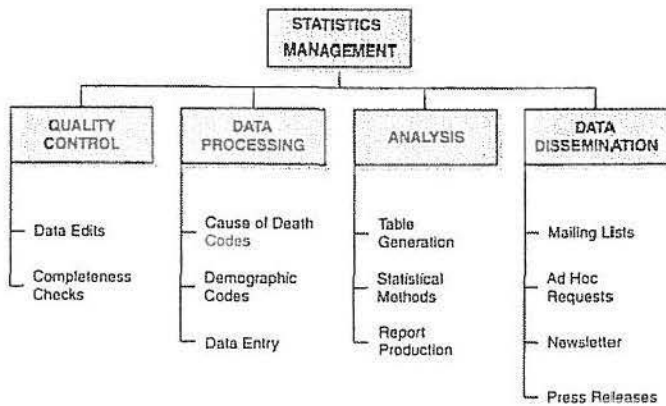 STATISTICS
MANAGEMENT
QUALITY
CONTROL
Data Edits
Completeness
Checks
DATA
PROCESSING
Cause of Death
Codes
Demographic
Codes
Data Entry
ANALYSIS
Table
Generation
Statistical
Methods
Report
Production
DATA
DISSEMINATION
Mailing Lists
Ad Hoc
Requests
Newsletter
Press Releases